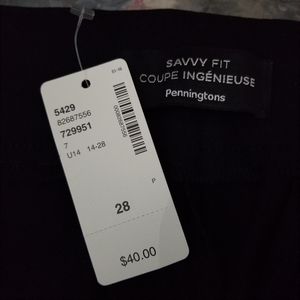 5429
82687556
729951
7
U14 14-28
P
28
$40.00
SAVVY FIT
COUPE INGÉNIEUSE
Penningtons